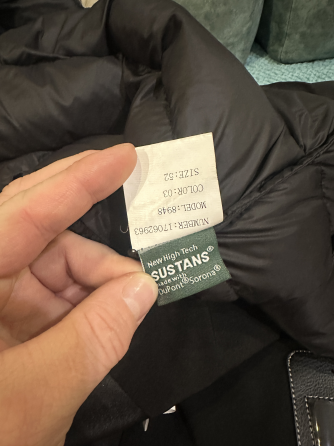 NUMBER:17062963
MODEL:8948
COLOR:03
SIZE:52
New High Tech
SUSTANS®
made with
DuPont® Sorona®